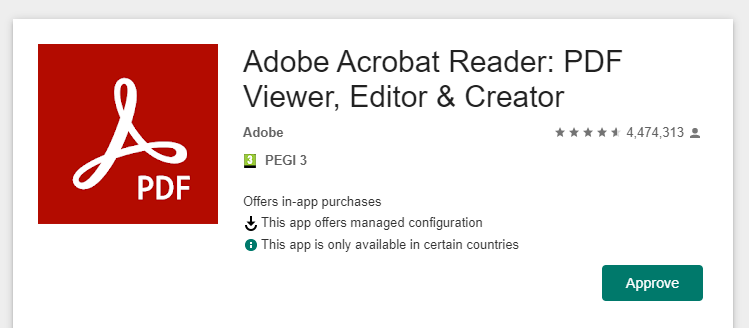 Adobe Acrobat Reader: PDF
Viewer, Editor & Creator
Adobe
4,474,313
3
PEGI 3
PDF
Offers in-app purchases
This app offers managed configuration
This app is only available in certain countries
Approve